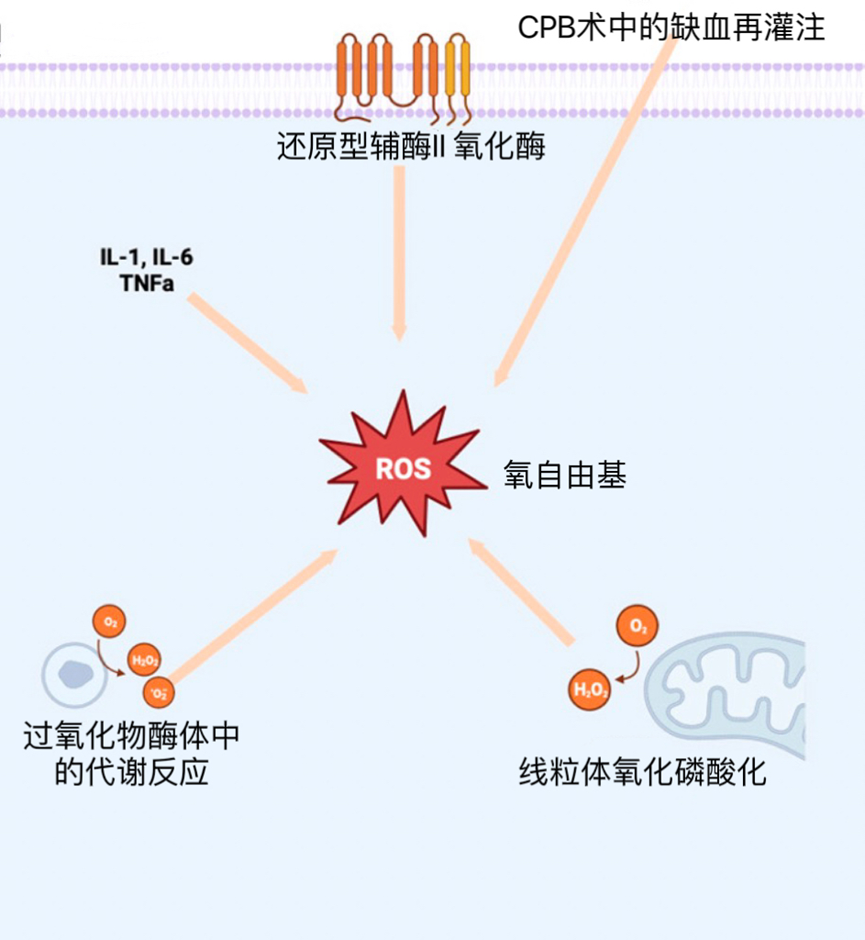 CPB术中的缺血再灌注
还原型辅酶II 氧化酶
IL-1, IL-6
TNFa
ROS
氧自由基
O₂
H₂O₂
·O₂⁻
过氧化物酶体中
的代谢反应
O₂
H₂O₂
线粒体氧化磷酸化